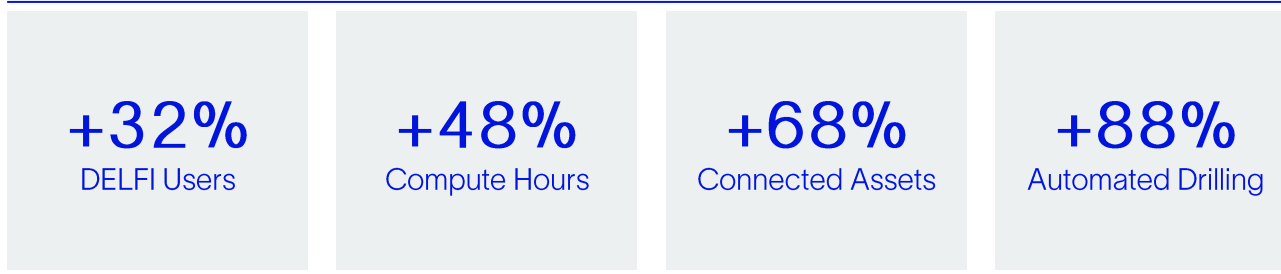 +32%
DELFI Users
+48%
Compute Hours
+68%
Connected Assets
+88%
Automated Drilling